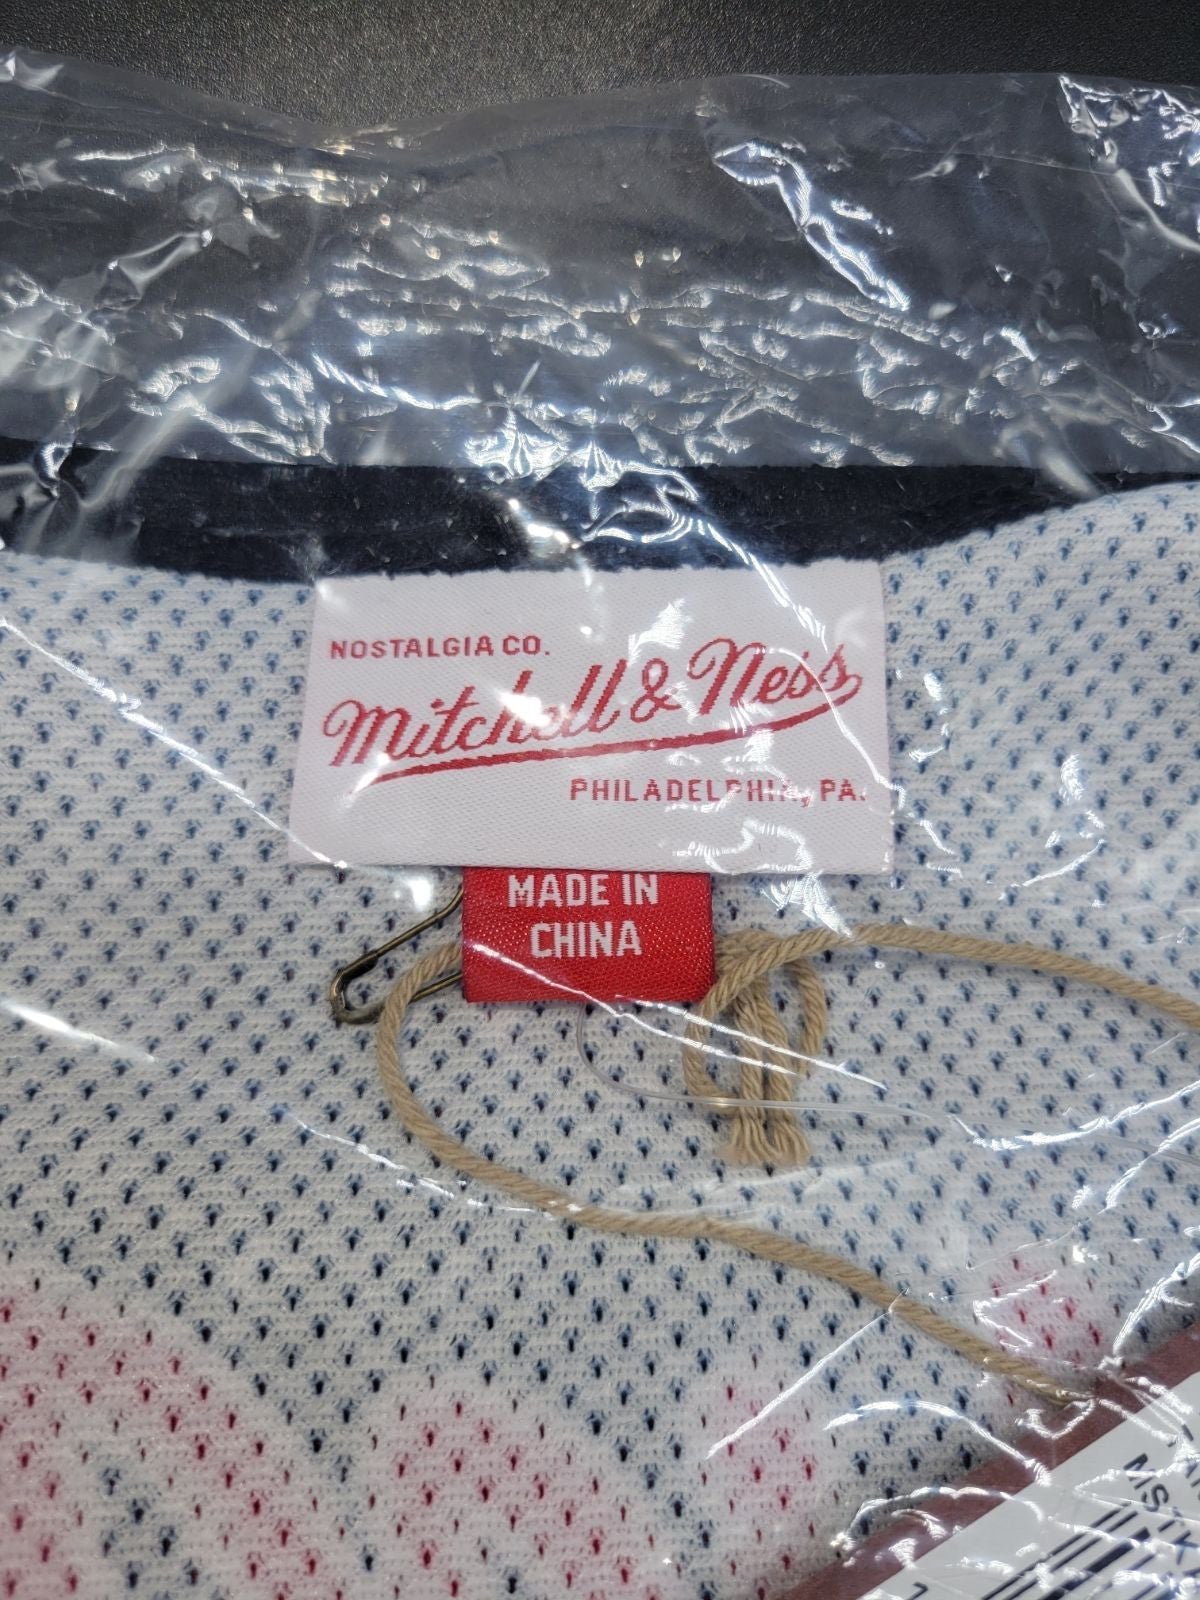 NOSTALGIA CO.
Mitchell & Ness
PHILADELPHIA, PA.
MADE IN
CHINA